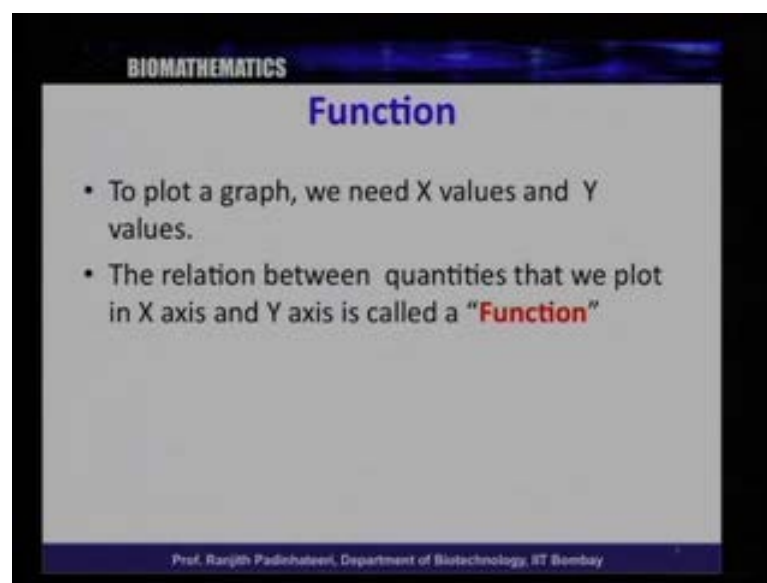 BIOMATHEMATICS
Function
• To plot a graph, we need X values and Y
values.
• The relation between quantities that we plot
in X axis and Y axis is called a “Function”
Prof. Ranjith Padinhateeri, Department of Biotechnology, IIT Bombay